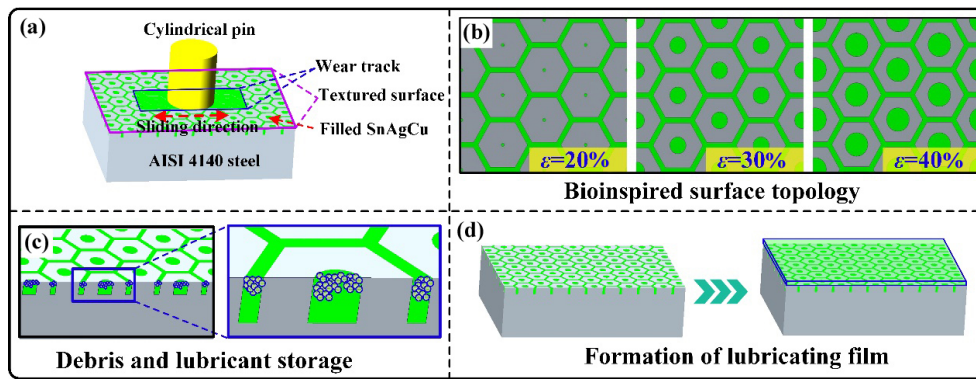 (a)
Cylindrical pin
Wear track
Textured surface
Sliding direction
Filled SnAgCu
AISI 4140 steel
(b)
ε=20%
ε=30%
ε=40%
Bioinspired surface topology
(c)
Debris and lubricant storage
(d)
Formation of lubricating film